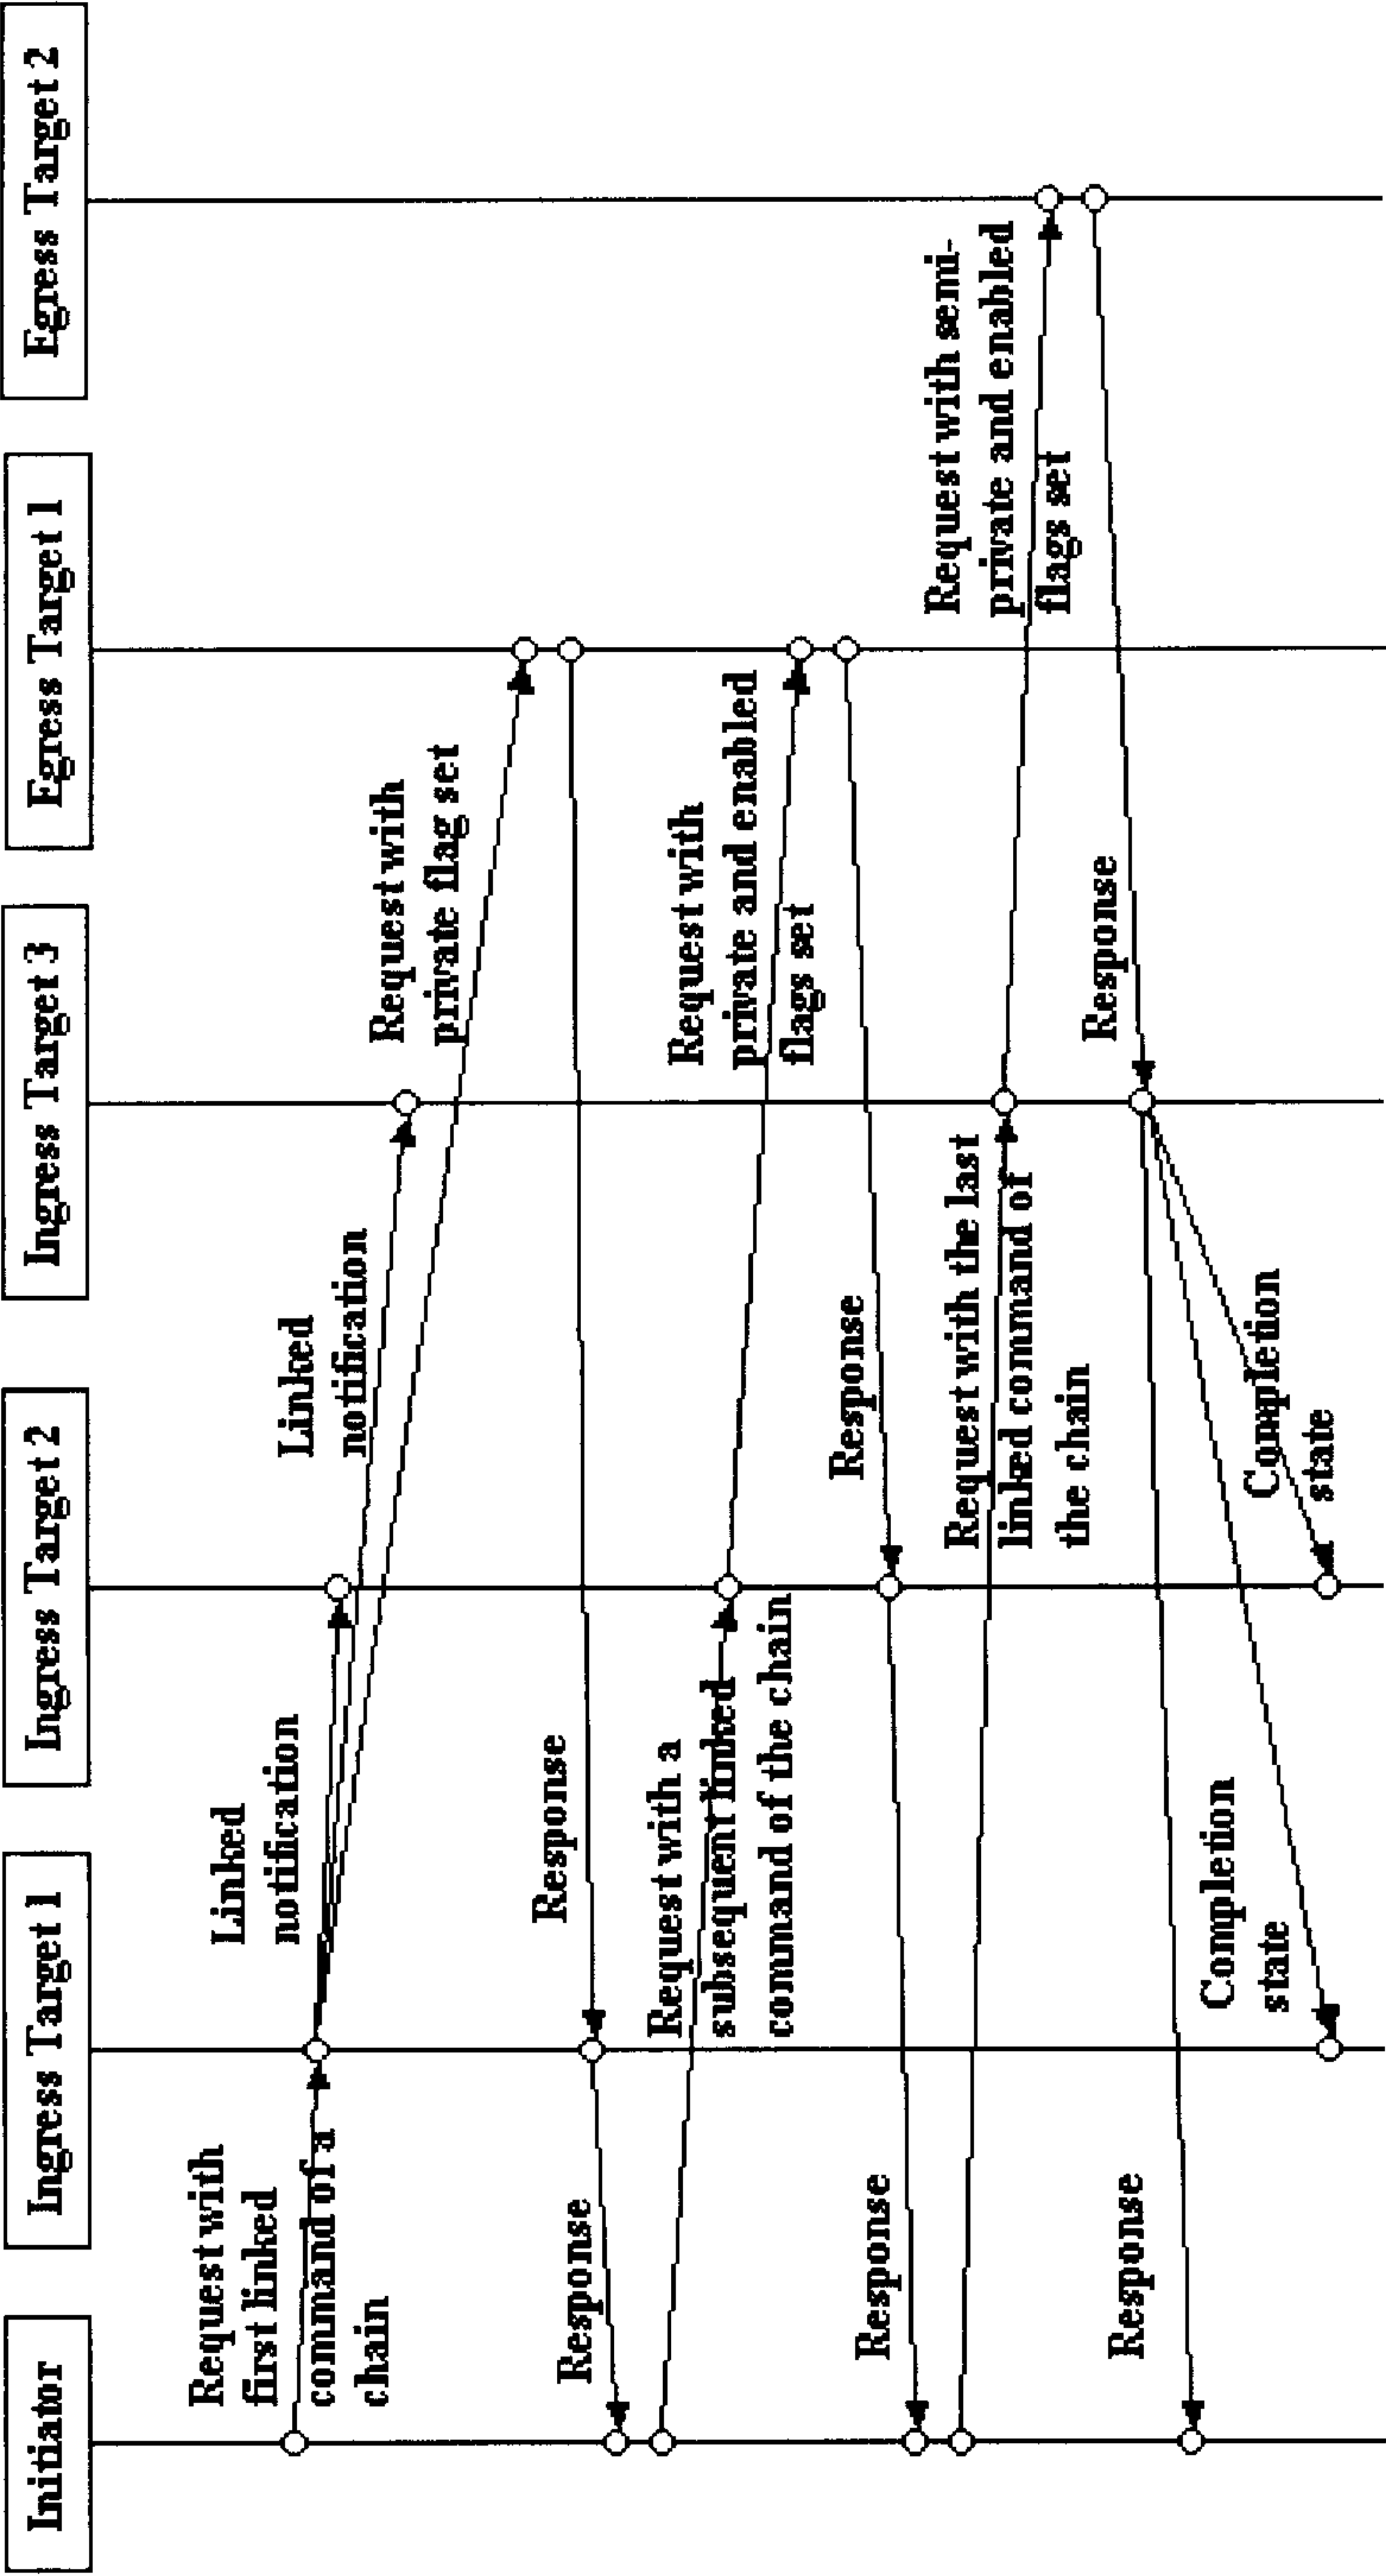 Initiator
Ingress Target 1
Ingress Target 2
Ingress Target 3
Egress Target 1
Egress Target 2
Request with
first linked
command of a
chain
Linked
notification
Linked
notification
Request with
private flag set
Response
Response
Request with a
subsequent linked
command of the chain
Request with
private and enabled
flags set
Response
Response
Request with the last
linked command of
the chain
Request with semi-
private and enabled
flags set
Response
Response
Completion
state
Completion
state